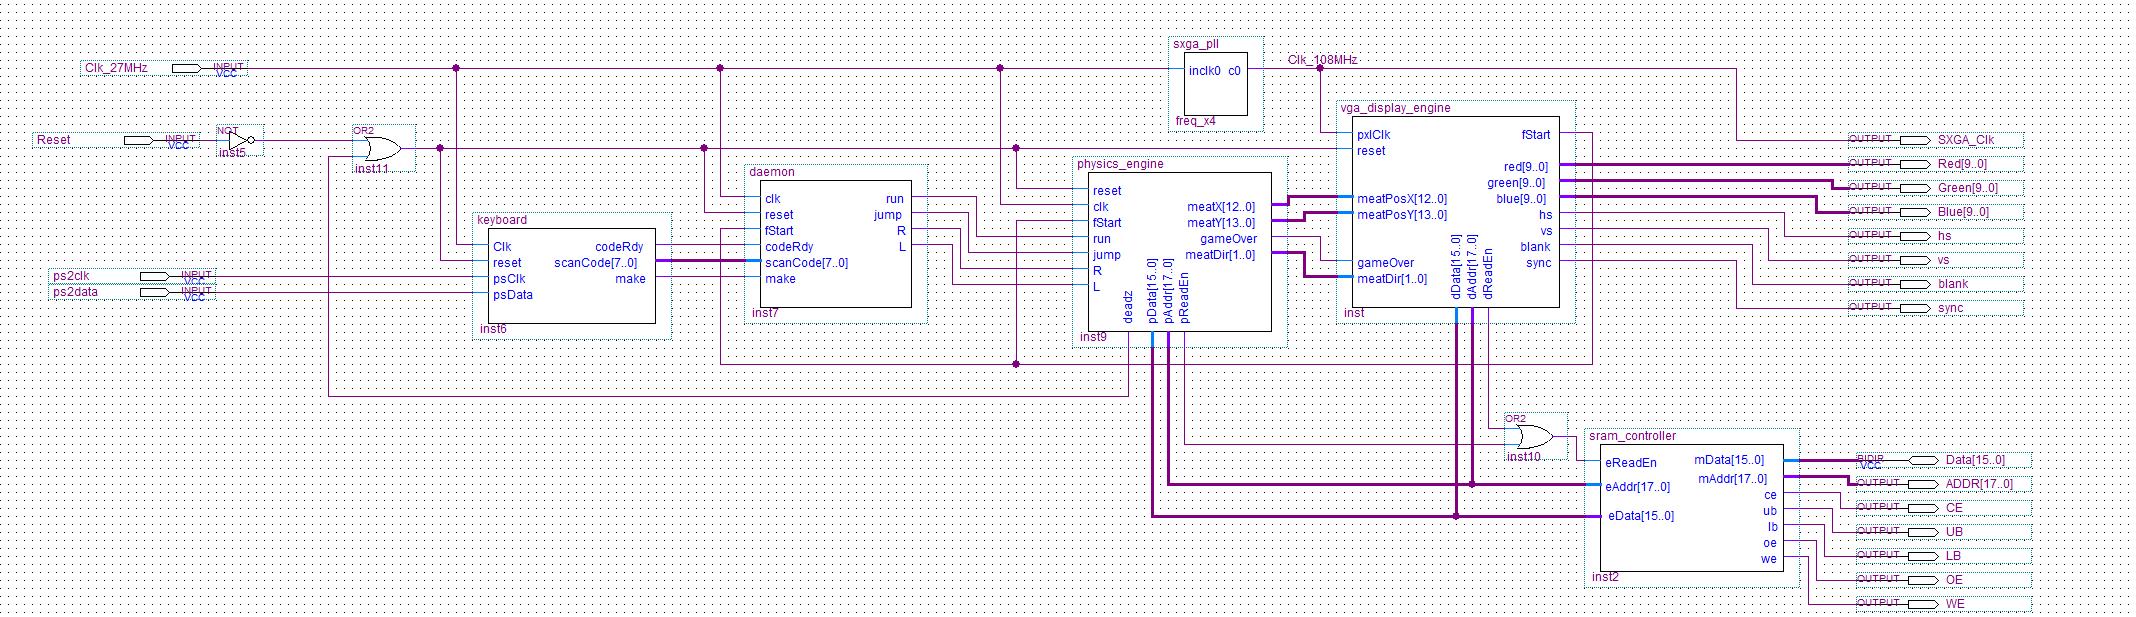 Clk_27MHz
INPUT
VCC
sxga_pll
inclk0 c0
freq_x4
Clk_108MHz
Reset
INPUT
VCC
NOT
inst5
OR2
inst11
ps2clk
INPUT
VCC
ps2data
INPUT
VCC
keyboard
Clk
reset
psClk
psData
codeRdy
scanCode[7..0]
make
inst6
daemon
clk
reset
fStart
codeRdy
scanCode[7..0]
make
run
jump
R
L
inst7
physics_engine
reset
clk
fStart
run
jump
R
L
meatX[12..0]
meatY[13..0]
gameOver
meatDir[1..0]
deadz
pData[15..0]
pAddr[17..0]
pReadEn
inst9
vga_display_engine
pxlClk
reset
meatPosX[12..0]
meatPosY[13..0]
gameOver
meatDir[1..0]
fStart
red[9..0]
green[9..0]
blue[9..0]
hs
vs
blank
sync
dData[15..0]
dAddr[17..0]
dReadEn
inst
OUTPUT SXGA_Clk
OUTPUT Red[9..0]
OUTPUT Green[9..0]
OUTPUT Blue[9..0]
OUTPUT hs
OUTPUT vs
OUTPUT blank
OUTPUT sync
OR2
inst10
sram_controller
eReadEn
eAddr[17..0]
eData[15..0]
mData[15..0]
mAddr[17..0]
ce
ub
lb
oe
we
inst2
BIDIR
VCC
Data[15..0]
OUTPUT ADDR[17..0]
OUTPUT CE
OUTPUT UB
OUTPUT LB
OUTPUT OE
OUTPUT WE